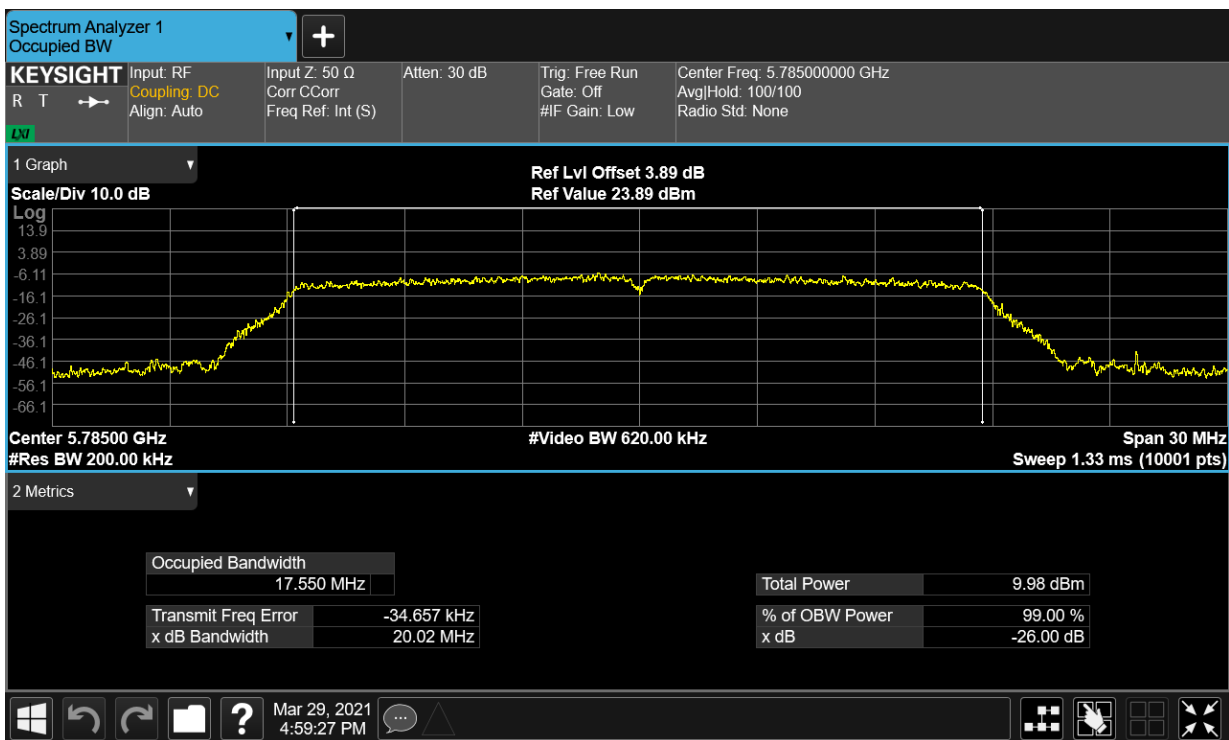 Spectrum Analyzer 1
Occupied BW
KEYSIGHT
R T
LXI
Input: RF
Coupling: DC
Align: Auto
Input Z: 50 Ω
Corr CCorr
Freq Ref: Int (S)
Atten: 30 dB
Trig: Free Run
Gate: Off
#IF Gain: Low
Center Freq: 5.785000000 GHz
Avg|Hold: 100/100
Radio Std: None
1 Graph
Scale/Div 10.0 dB
Ref Lvl Offset 3.89 dB
Ref Value 23.89 dBm
Log
13.9
3.89
-6.11
-16.1
-26.1
-36.1
-46.1
-56.1
-66.1
Center 5.78500 GHz
#Res BW 200.00 kHz
#Video BW 620.00 kHz
Span 30 MHz
Sweep 1.33 ms (10001 pts)
2 Metrics
Occupied Bandwidth
17.550 MHz
Transmit Freq Error -34.657 kHz
x dB Bandwidth 20.02 MHz
Total Power 9.98 dBm
% of OBW Power 99.00 %
x dB -26.00 dB
?
Mar 29, 2021
4:59:27 PM